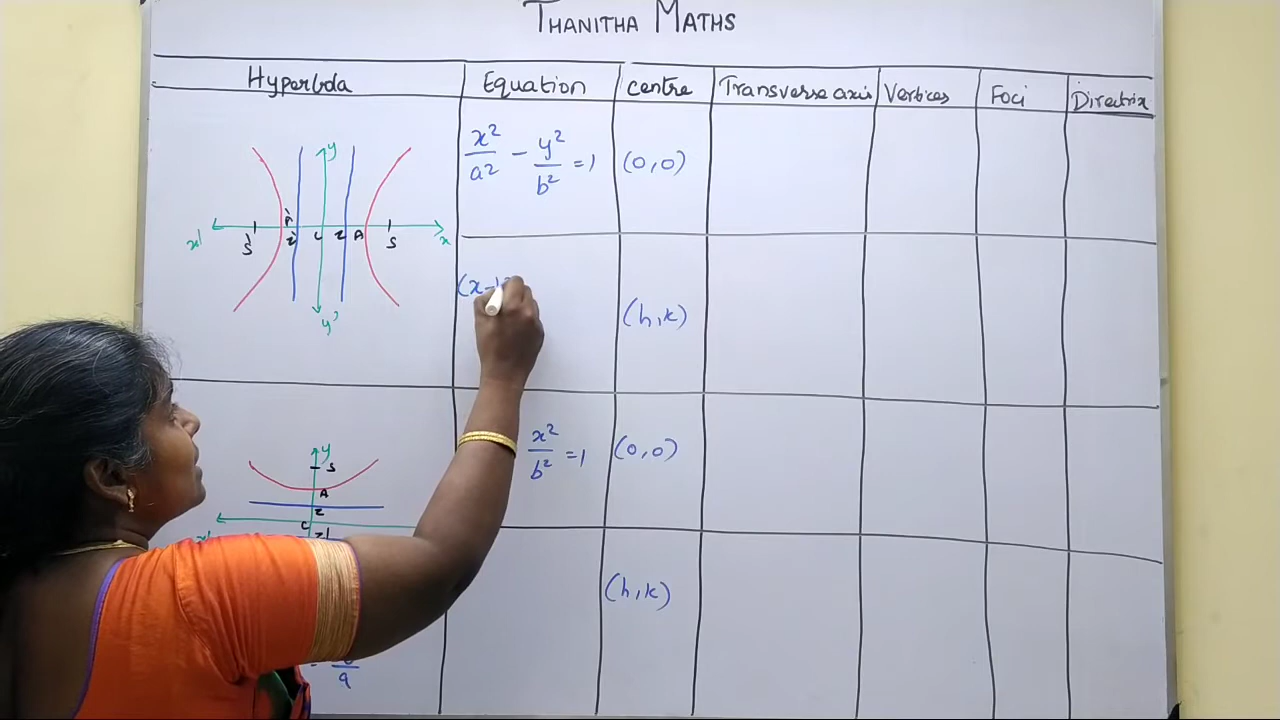 THANITHA MATHS
Hyperbola Equation centre Transverse axis Vertices Foci Directrix
x²/a² - y²/b² = 1 (0,0)
y
x' S' A' Z' C Z A S x
y'
(x- (h,k)
x²/b² = 1 (0,0)
y
S
A
Z
C
x'
Z'
(h,k)
a